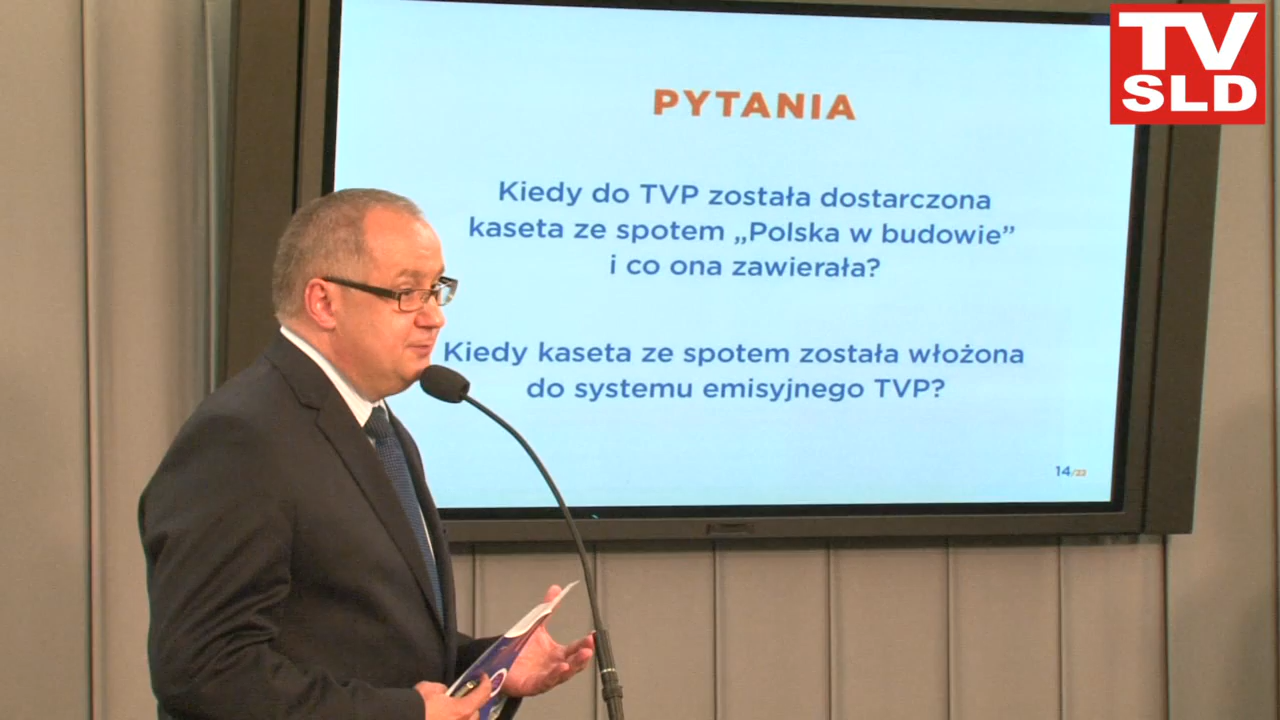 TV
SLD
PYTANIA
Kiedy do TVP została dostarczona
kaseta ze spotem „Polska w budowie”
i co ona zawierała?
Kiedy kaseta ze spotem została włożona
do systemu emisyjnego TVP?
14/22